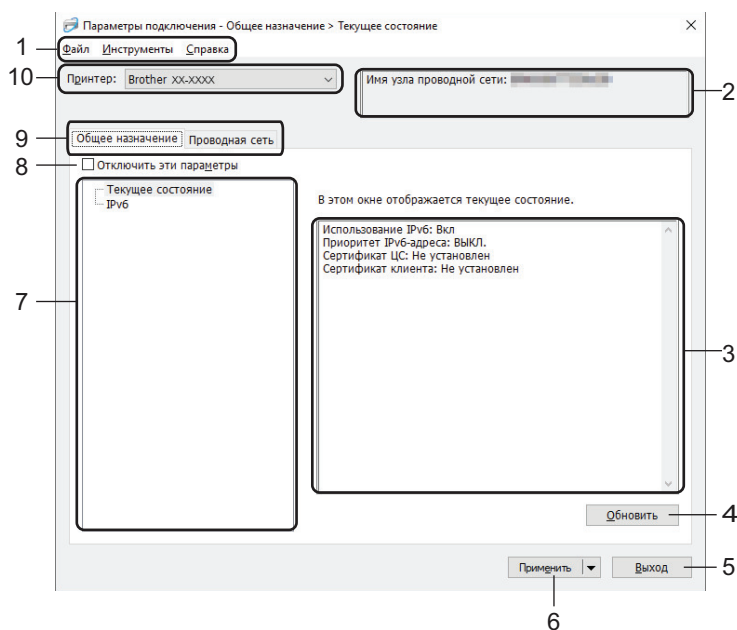 Параметры подключения - Общее назначение > Текущее состояние
1
Файл Инструменты Справка
10
Принтер: Brother XX-XXXX
Имя узла проводной сети:
2
9
Общее назначение Проводная сеть
8
Отключить эти параметры
Текущее состояние
IPv6
В этом окне отображается текущее состояние.
Использование IPv6: Вкл
Приоритет IPv6-адреса: ВЫКЛ.
Сертификат ЦС: Не установлен
Сертификат клиента: Не установлен
7
3
Обновить
4
Применить
Выход
5
6